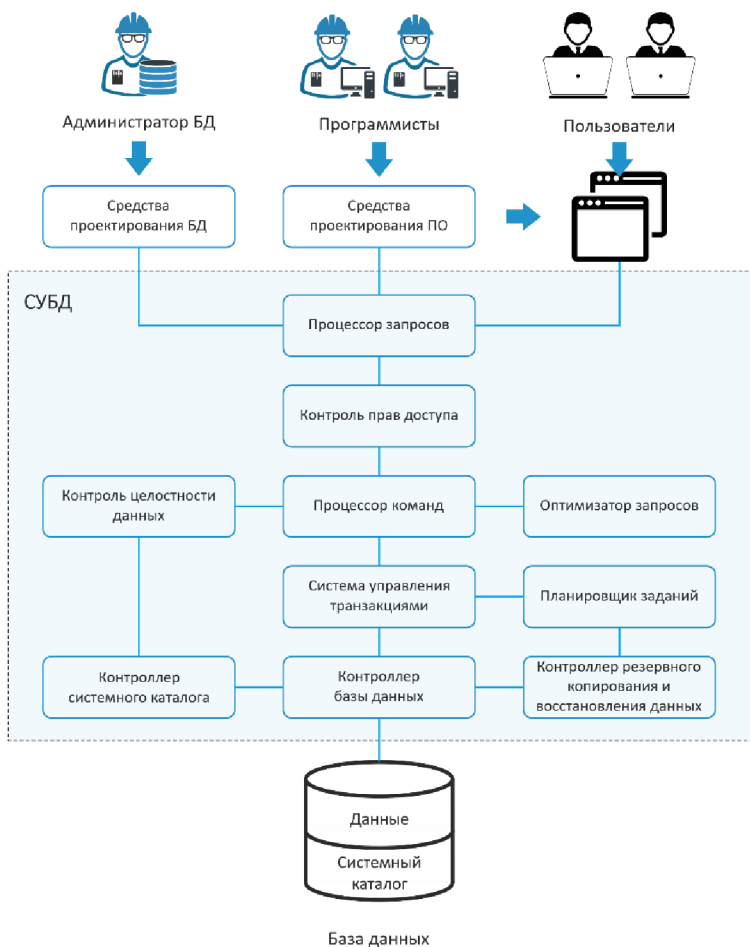 Администратор БД
Программисты
Пользователи
Средства
проектирования БД
Средства
проектирования ПО
СУБД
Процессор запросов
Контроль прав доступа
Контроль целостности
данных
Процессор команд
Оптимизатор запросов
Система управления
транзакциями
Планировщик заданий
Контроллер
системного каталога
Контроллер
базы данных
Контроллер резервного
копирования и
восстановления данных
Данные
Системный
каталог
База данных